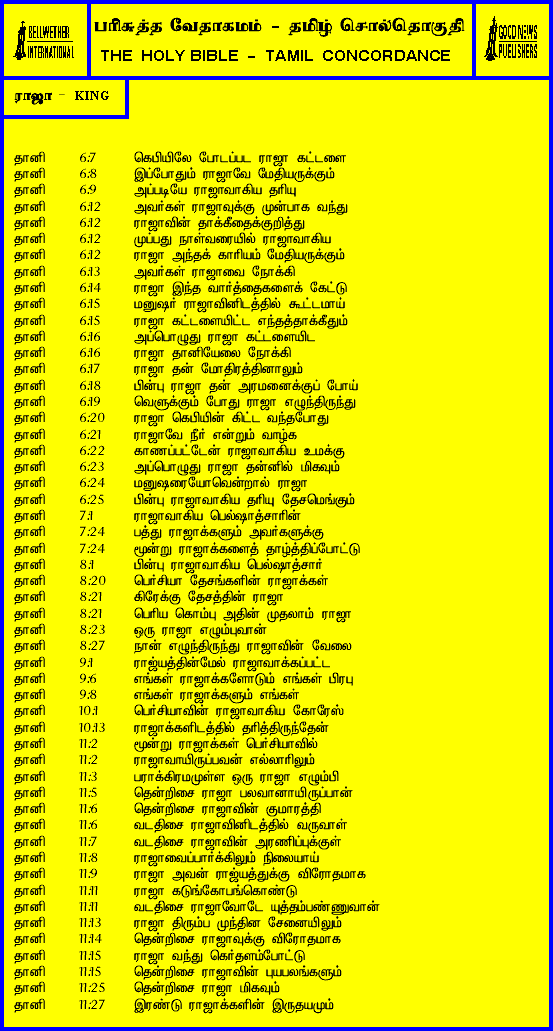 BELLWETHER
INTERNATIONAL
பரிசுத்த வேதாகமம் - தமிழ் சொல்தொகுதி
THE HOLY BIBLE - TAMIL CONCORDANCE
GOOD NEWS
PUBLISHERS
ராஜா - KING
தானி 6:7 கெபியிலே போடப்பட ராஜா கட்டளை
தானி 6:8 இப்போதும் ராஜாவே மேதியருக்கும்
தானி 6:9 அப்படியே ராஜாவாகிய தரியு
தானி 6:12 அவர்கள் ராஜாவுக்கு முன்பாக வந்து
தானி 6:12 ராஜாவின் தாக்கீதைக்குறித்து
தானி 6:12 முப்பது நாள்வரையில் ராஜாவாகிய
தானி 6:12 ராஜா அந்தக் காரியம் மேதியருக்கும்
தானி 6:13 அவர்கள் ராஜாவை நோக்கி
தானி 6:14 ராஜா இந்த வார்த்தைகளைக் கேட்டு
தானி 6:15 மனுஷர் ராஜாவினிடத்தில் கூட்டமாய்
தானி 6:15 ராஜா கட்டளையிட்ட எந்தத்தாக்கீதும்
தானி 6:16 அப்பொழுது ராஜா கட்டளையிட
தானி 6:16 ராஜா தானியேலை நோக்கி
தானி 6:17 ராஜா தன் மோதிரத்தினாலும்
தானி 6:18 பின்பு ராஜா தன் அரமனைக்குப் போய்
தானி 6:19 வெளுக்கும் போது ராஜா எழுந்திருந்து
தானி 6:20 ராஜா கெபியின் கிட்ட வந்தபோது
தானி 6:21 ராஜாவே நீர் என்றும் வாழ்க
தானி 6:22 காணப்பட்டேன் ராஜாவாகிய உமக்கு
தானி 6:23 அப்பொழுது ராஜா தன்னில் மிகவும்
தானி 6:24 மனுஷரையோவென்றால் ராஜா
தானி 6:25 பின்பு ராஜாவாகிய தரியு தேசமெங்கும்
தானி 7:1 ராஜாவாகிய பெல்ஷாத்சாரின்
தானி 7:24 பத்து ராஜாக்களும் அவர்களுக்கு
தானி 7:24 மூன்று ராஜாக்களைத் தாழ்த்திப்போட்டு
தானி 8:1 பின்பு ராஜாவாகிய பெல்ஷாத்சார்
தானி 8:20 பெர்சியா தேசங்களின் ராஜாக்கள்
தானி 8:21 கிரேக்கு தேசத்தின் ராஜா
தானி 8:21 பெரிய கொம்பு அதின் முதலாம் ராஜா
தானி 8:23 ஒரு ராஜா எழும்புவான்
தானி 8:27 நான் எழுந்திருந்து ராஜாவின் வேலை
தானி 9:1 ராஜ்யத்தின்மேல் ராஜாவாக்கப்பட்ட
தானி 9:6 எங்கள் ராஜாக்களோடும் எங்கள் பிரபு
தானி 9:8 எங்கள் ராஜாக்களும் எங்கள்
தானி 10:1 பெர்சியாவின் ராஜாவாகிய கோரேஸ்
தானி 10:13 ராஜாக்களிடத்தில் தரித்திருந்தேன்
தானி 11:2 மூன்று ராஜாக்கள் பெர்சியாவில்
தானி 11:2 ராஜாவாயிருப்பவன் எல்லாரிலும்
தானி 11:3 பராக்கிரமமுள்ள ஒரு ராஜா எழும்பி
தானி 11:5 தென்றிசை ராஜா பலவானாயிருப்பான்
தானி 11:6 தென்றிசை ராஜாவின் குமாரத்தி
தானி 11:6 வடதிசை ராஜாவினிடத்தில் வருவாள்
தானி 11:7 வடதிசை ராஜாவின் அரணிப்புக்குள்
தானி 11:8 ராஜாவைப்பார்க்கிலும் நிலையாய்
தானி 11:9 ராஜா அவன் ராஜ்யத்துக்கு விரோதமாக
தானி 11:11 ராஜா கடுங்கோபங்கொண்டு
தானி 11:11 வடதிசை ராஜாவோடே யுத்தம்பண்ணுவான்
தானி 11:13 ராஜா திரும்ப முந்தின சேனையிலும்
தானி 11:14 தென்றிசை ராஜாவுக்கு விரோதமாக
தானி 11:15 ராஜா வந்து கொத்தளம்போட்டு
தானி 11:15 தென்றிசை ராஜாவின் புயபலங்களும்
தானி 11:25 தென்றிசை ராஜா மிகவும்
தானி 11:27 இரண்டு ராஜாக்களின் இருதயமும்